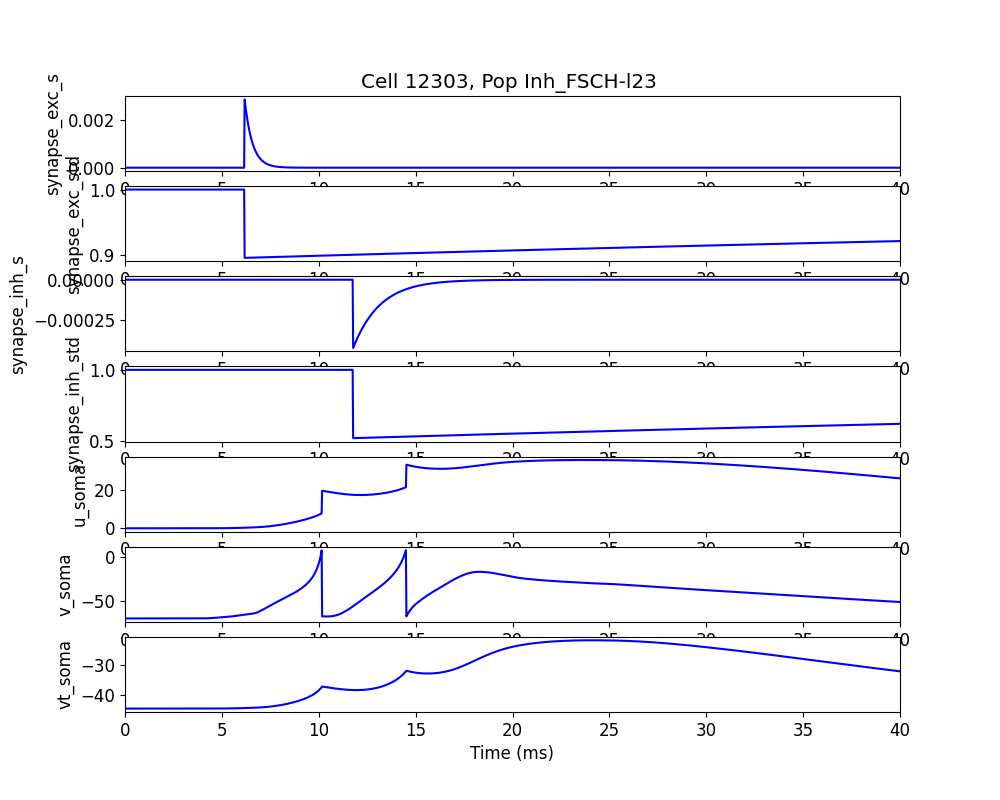 Cell 12303, Pop Inh_FSCH-l23
synapse_exc_s
0.002
0.000
synapse_exc_std
1.0
0.9
synapse_inh_s
0.00000
−0.00025
synapse_inh_std
1.0
0.5
u_soma
20
0
v_soma
0
−50
vt_soma
−30
−40
0 5 10 15 20 25 30 35 40
Time (ms)